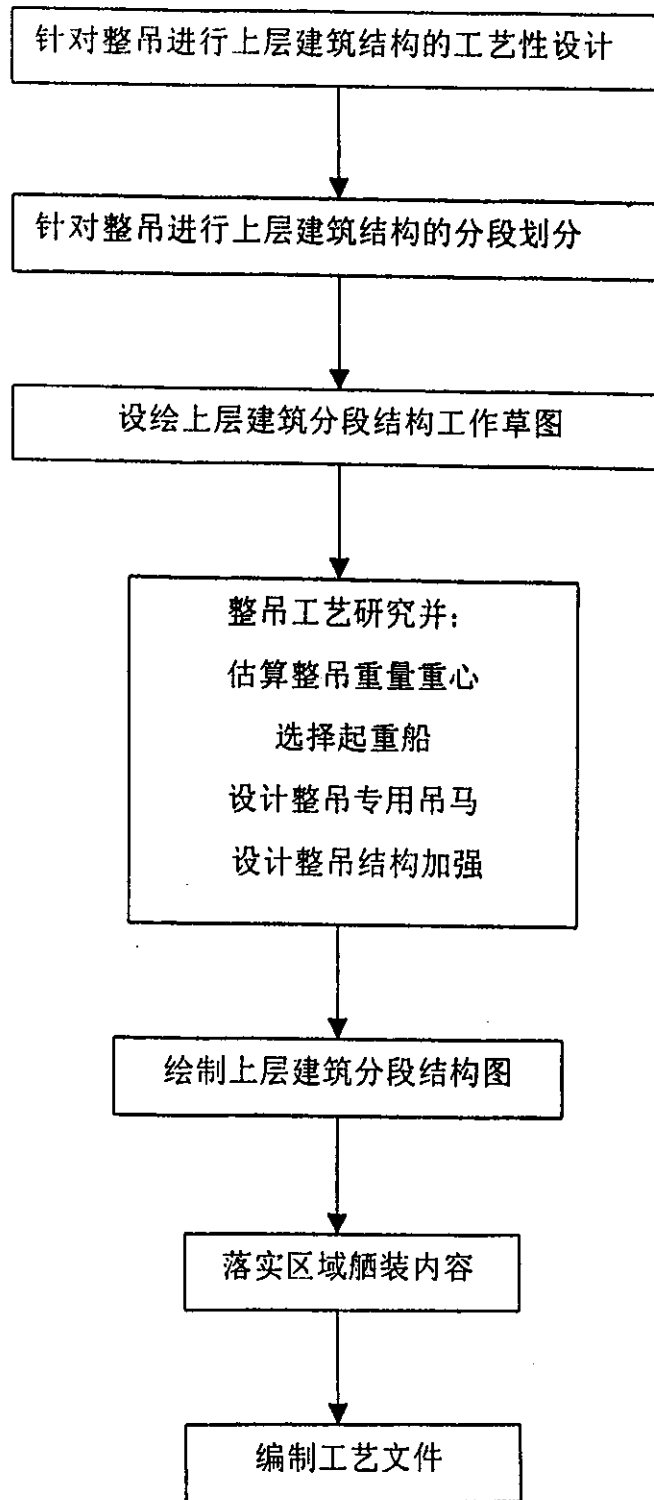 针对整吊进行上层建筑结构的工艺性设计
针对整吊进行上层建筑结构的分段划分
设绘上层建筑分段结构工作草图
整吊工艺研究并：
估算整吊重量重心
选择起重船
设计整吊专用吊马
设计整吊结构加强
绘制上层建筑分段结构图
落实区域舾装内容
编制工艺文件